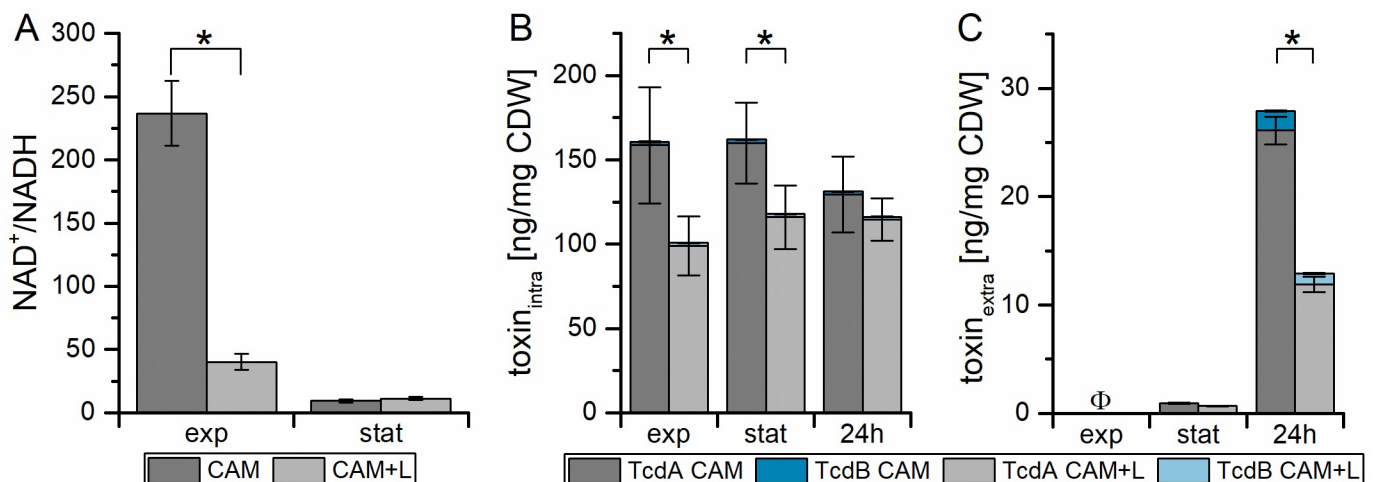 A
300
250
200
150
100
50
0
NAD⁺/NADH
*
exp
stat
CAM
CAM+L
B
200
150
100
50
0
toxin_intra [ng/mg CDW]
*
*
exp
stat
24h
C
30
20
10
0
toxin_extra [ng/mg CDW]
Φ
*
exp
stat
24h
TcdA CAM
TcdB CAM
TcdA CAM+L
TcdB CAM+L